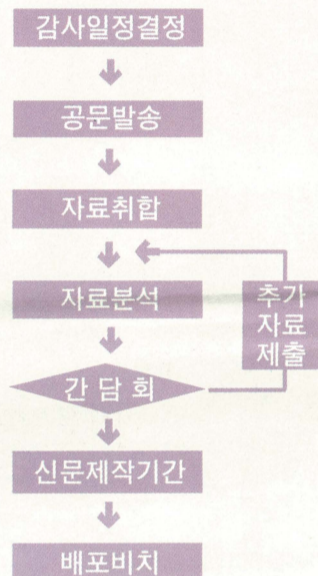 감사일정결정
공문발송
자료취합
자료분석
추가
자료
제출
간담회
신문제작기간
배포비치